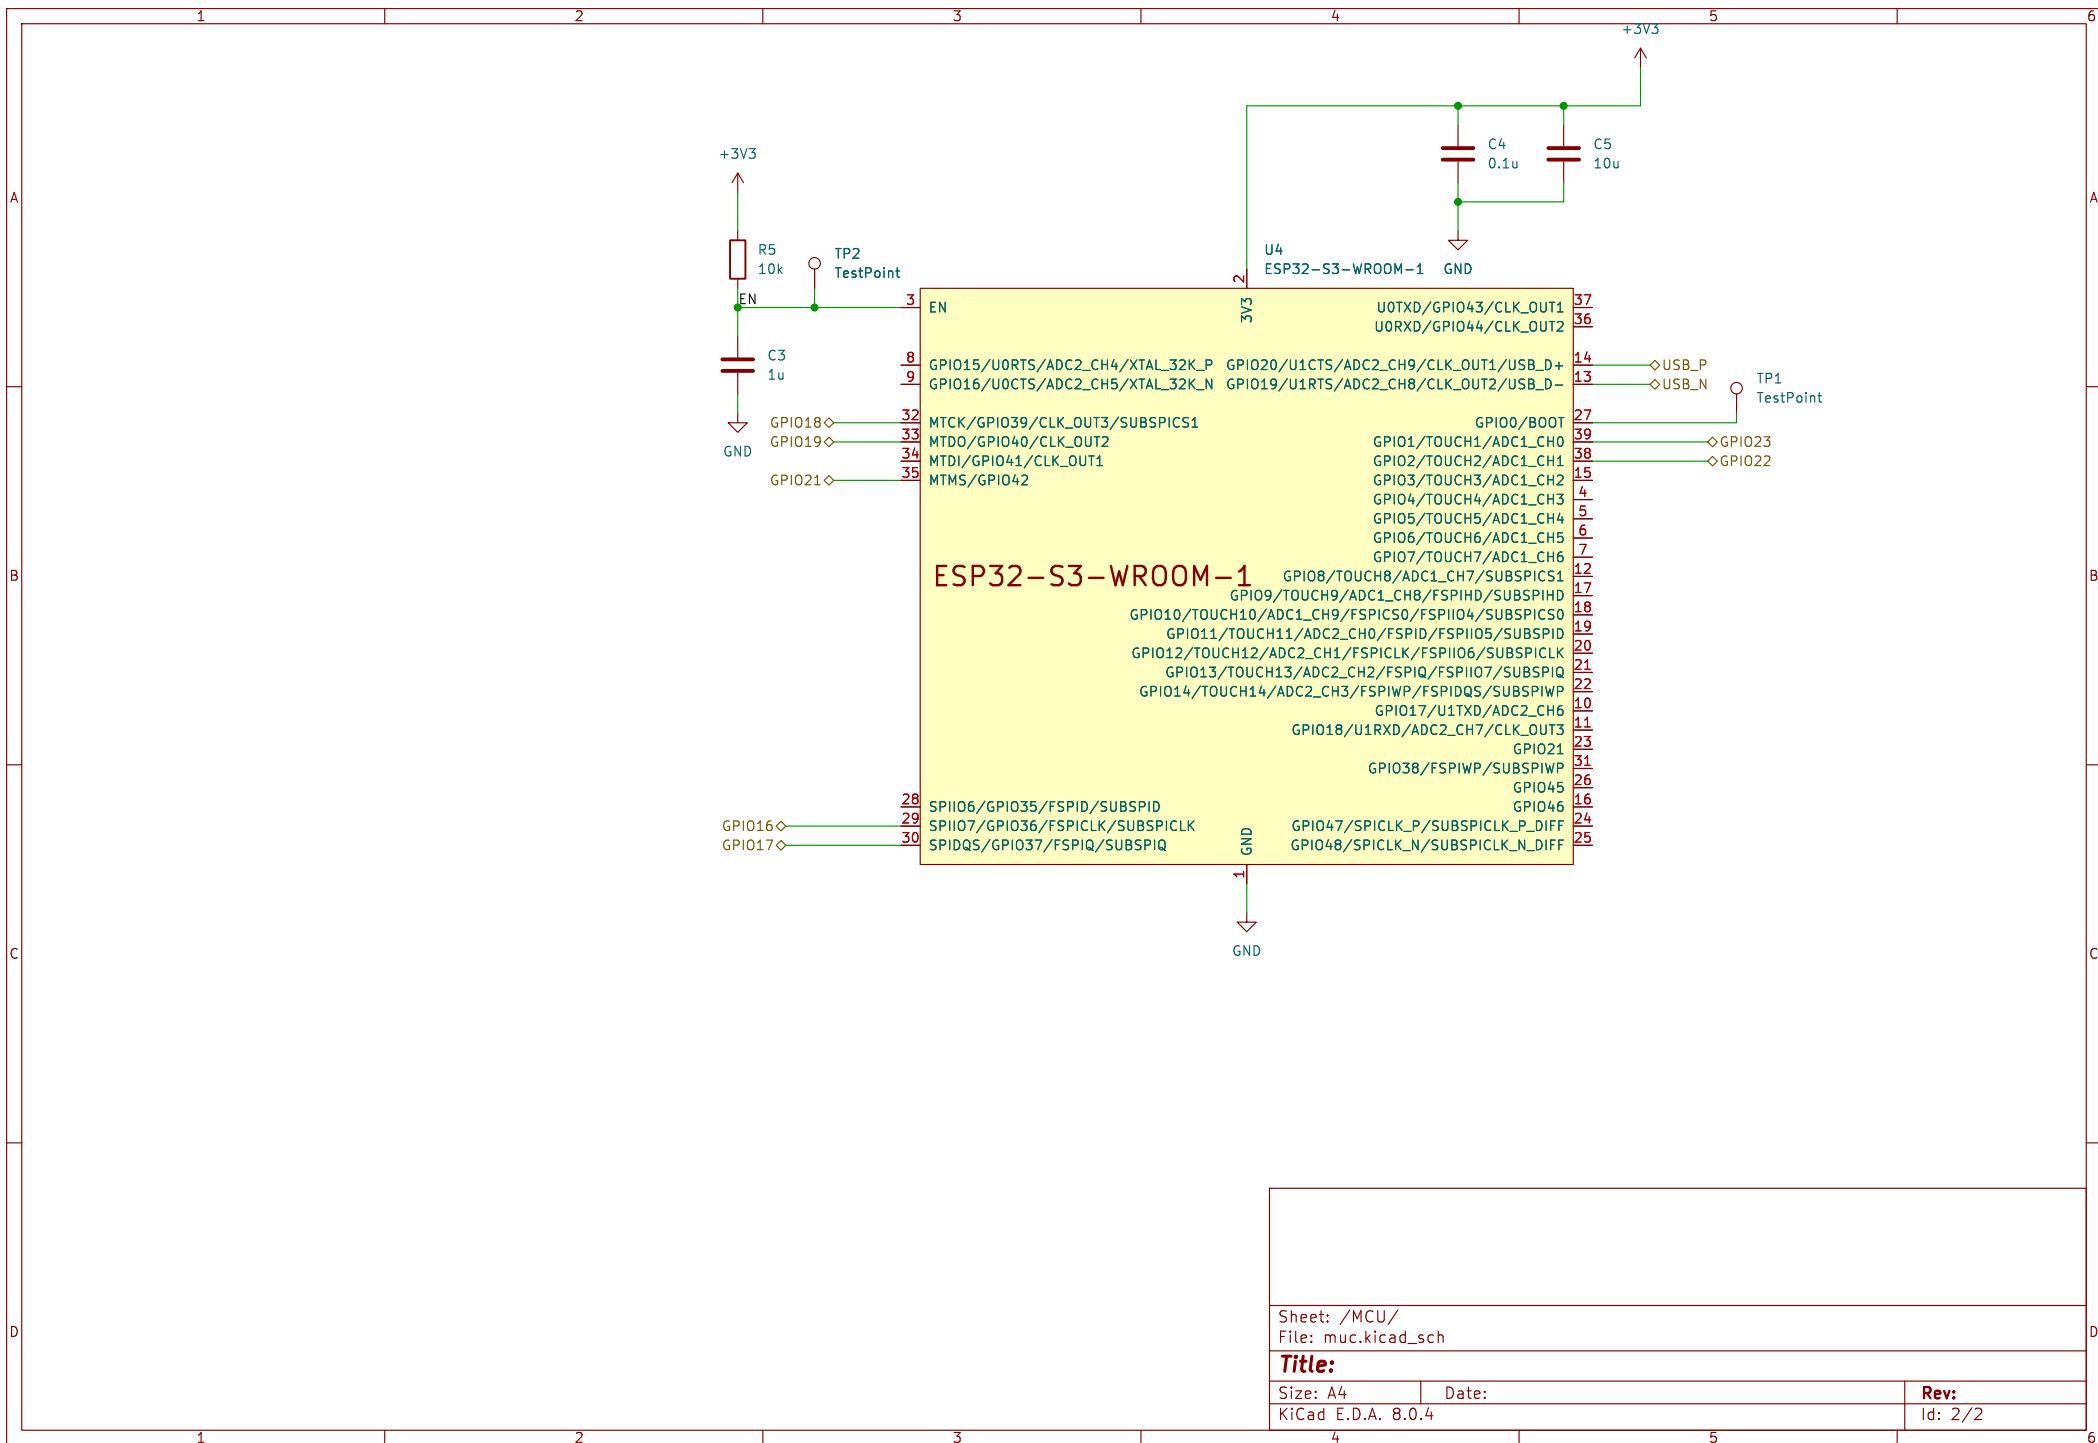 1 2 3 4 5 6
+3V3
C4
0.1u
C5
10u
+3V3
A A
R5
10k
TP2
TestPoint
U4
ESP32-S3-WROOM-1
GND
EN
3 EN
2
3V3
U0TXD/GPIO43/CLK_OUT1 37
U0RXD/GPIO44/CLK_OUT2 36
C3
1u
8 GPIO15/U0RTS/ADC2_CH4/XTAL_32K_P
GPIO20/U1CTS/ADC2_CH9/CLK_OUT1/USB_D+ 14 USB_P
9 GPIO16/U0CTS/ADC2_CH5/XTAL_32K_N
GPIO19/U1RTS/ADC2_CH8/CLK_OUT2/USB_D- 13 USB_N
TP1
TestPoint
GND
GPIO18 32 MTCK/GPIO39/CLK_OUT3/SUBSPICS1
GPIO0/BOOT 27
GPIO19 33 MTDO/GPIO40/CLK_OUT2
GPIO1/TOUCH1/ADC1_CH0 39 GPIO23
34 MTDI/GPIO41/CLK_OUT1
GPIO2/TOUCH2/ADC1_CH1 38 GPIO22
GPIO21 35 MTMS/GPIO42
GPIO3/TOUCH3/ADC1_CH2 15
GPIO4/TOUCH4/ADC1_CH3 4
GPIO5/TOUCH5/ADC1_CH4 5
GPIO6/TOUCH6/ADC1_CH5 6
GPIO7/TOUCH7/ADC1_CH6 7
B B
ESP32-S3-WROOM-1
GPIO8/TOUCH8/ADC1_CH7/SUBSPICS1 12
GPIO9/TOUCH9/ADC1_CH8/FSPIHD/SUBSPIHD 17
GPIO10/TOUCH10/ADC1_CH9/FSPICS0/FSPIIO4/SUBSPICS0 18
GPIO11/TOUCH11/ADC2_CH0/FSPID/FSPIIO5/SUBSPID 19
GPIO12/TOUCH12/ADC2_CH1/FSPICLK/FSPIIO6/SUBSPICLK 20
GPIO13/TOUCH13/ADC2_CH2/FSPIQ/FSPIIO7/SUBSPIQ 21
GPIO14/TOUCH14/ADC2_CH3/FSPIWP/FSPIDQS/SUBSPIWP 22
GPIO17/U1TXD/ADC2_CH6 10
GPIO18/U1RXD/ADC2_CH7/CLK_OUT3 11
GPIO21 23
GPIO38/FSPIWP/SUBSPIWP 31
GPIO45 26
28 SPIIO6/GPIO35/FSPID/SUBSPID
GPIO46 16
GPIO16 29 SPIIO7/GPIO36/FSPICLK/SUBSPICLK
GPIO47/SPICLK_P/SUBSPICLK_P_DIFF 24
GPIO17 30 SPIDQS/GPIO37/FSPIQ/SUBSPIQ
GPIO48/SPICLK_N/SUBSPICLK_N_DIFF 25
GND
1
GND
C C
Sheet: /MCU/
File: muc.kicad_sch
D D
Title:
Size: A4 Date: Rev:
KiCad E.D.A. 8.0.4 Id: 2/2
1 2 3 4 5 6